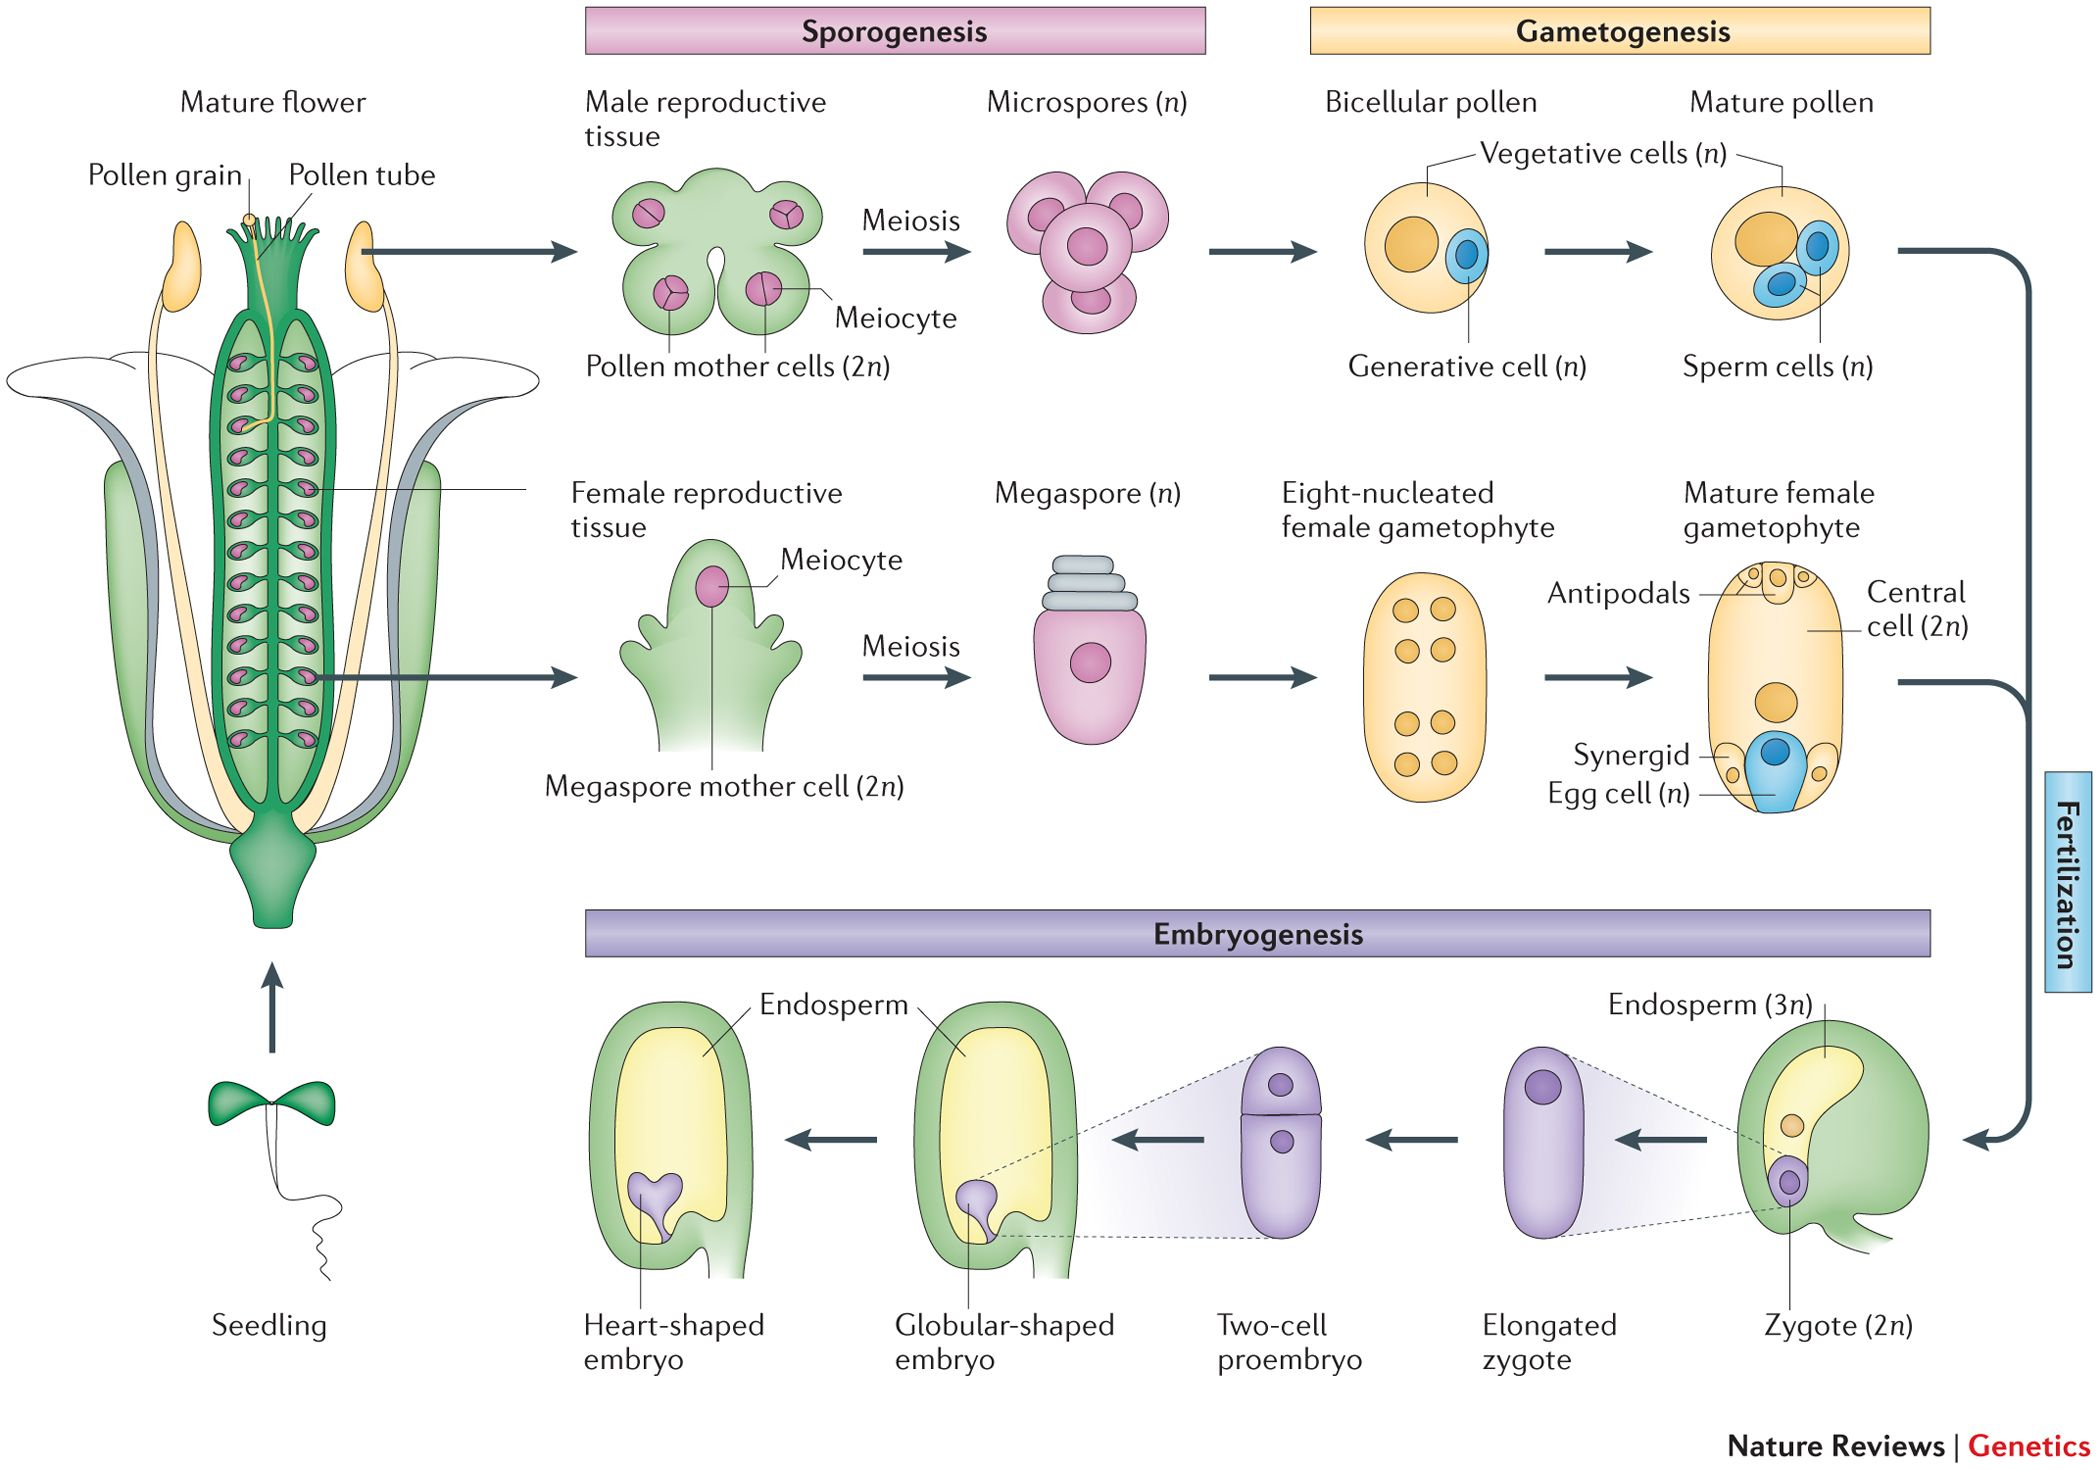 Sporogenesis
Gametogenesis
Mature flower
Male reproductive
tissue
Microspores (n)
Bicellular pollen
Mature pollen
Pollen grain
Pollen tube
Vegetative cells (n)
Meiosis
Meiocyte
Pollen mother cells (2n)
Generative cell (n)
Sperm cells (n)
Female reproductive
tissue
Megaspore (n)
Eight-nucleated
female gametophyte
Mature female
gametophyte
Meiocyte
Antipodals
Central
cell (2n)
Meiosis
Synergid
Egg cell (n)
Megaspore mother cell (2n)
Fertilization
Embryogenesis
Endosperm
Endosperm (3n)
Seedling
Heart-shaped
embryo
Globular-shaped
embryo
Two-cell
proembryo
Elongated
zygote
Zygote (2n)
Nature Reviews | Genetics